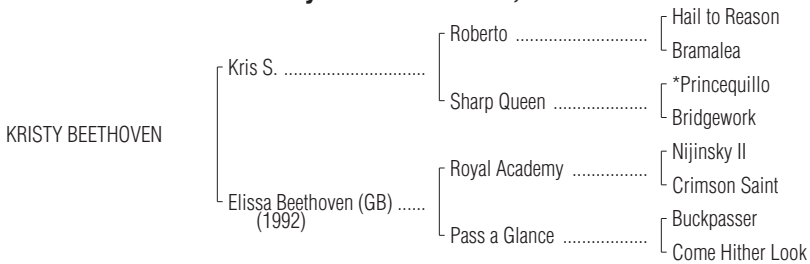 Hail to Reason
Roberto ............................
Bramalea
Kris S. ..............................
*Princequillo
Sharp Queen ....................
Bridgework
KRISTY BEETHOVEN
Nijinsky II
Royal Academy ................
Crimson Saint
Elissa Beethoven (GB) ......
(1992)
Buckpasser
Pass a Glance ..................
Come Hither Look